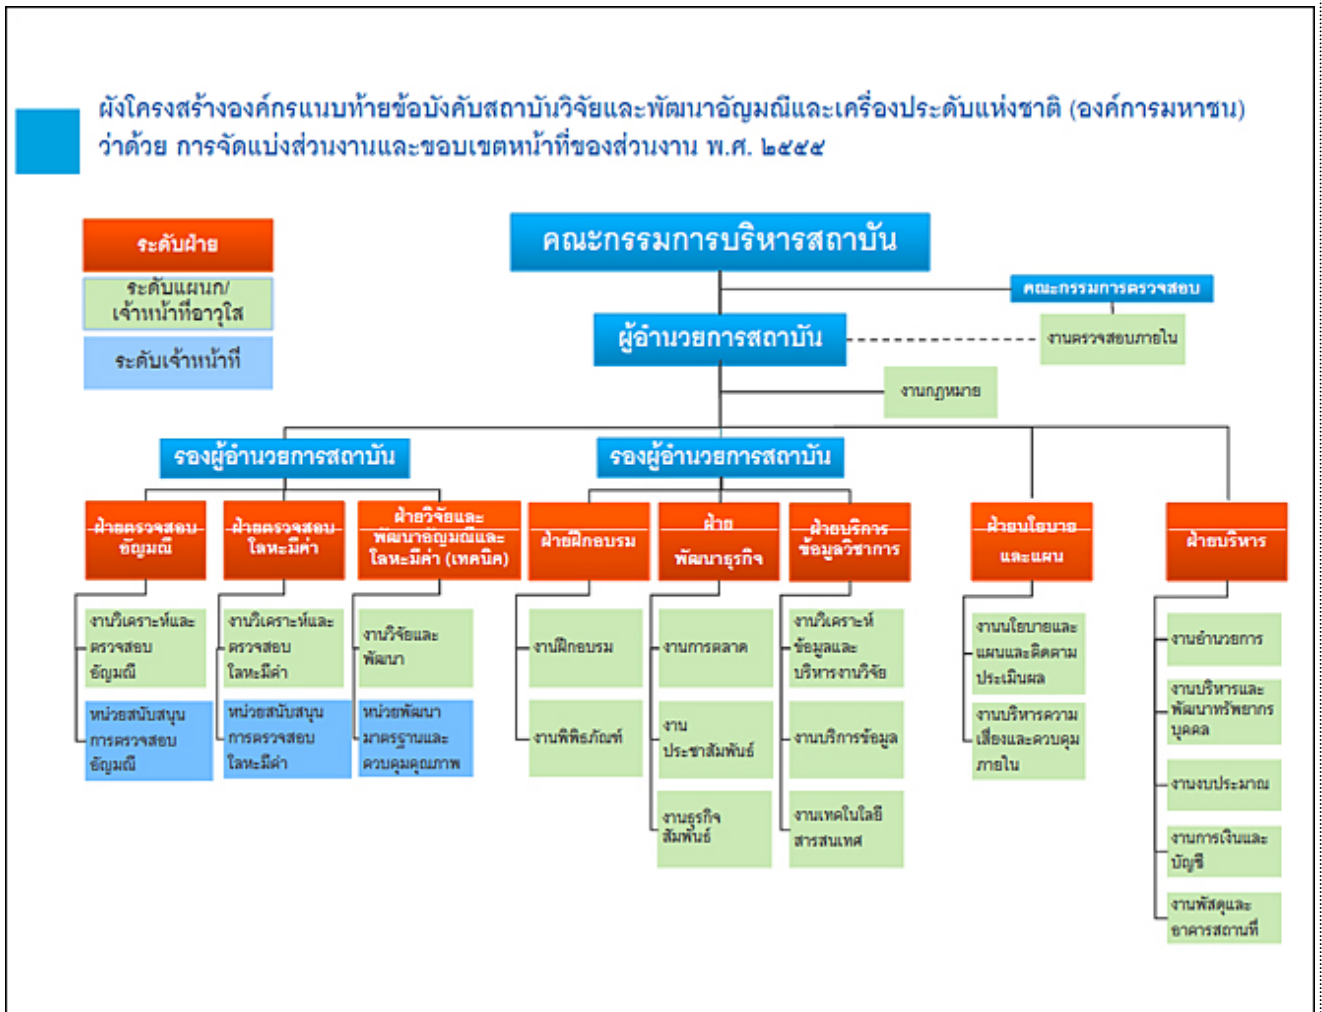 ผังโครงสร้างองค์กรแนบท้ายข้อบังคับสถาบันวิจัยและพัฒนาอัญมณีและเครื่องประดับแห่งชาติ (องค์การมหาชน)
ว่าด้วย การจัดแบ่งส่วนงานและขอบเขตหน้าที่ของส่วนงาน พ.ศ. ๒๕๕๕
ระดับฝ่าย
ระดับแผนก/
เจ้าหน้าที่อาวุโส
ระดับเจ้าหน้าที่
คณะกรรมการบริหารสถาบัน
คณะกรรมการตรวจสอบ
ผู้อำนวยการสถาบัน
งานตรวจสอบภายใน
งานกฎหมาย
รองผู้อำนวยการสถาบัน
รองผู้อำนวยการสถาบัน
ฝ่ายตรวจสอบ
อัญมณี
ฝ่ายตรวจสอบ
โลหะมีค่า
ฝ่ายวิจัยและ
พัฒนาอัญมณีและ
โลหะมีค่า (เทคนิค)
ฝ่ายฝึกอบรม
ฝ่าย
พัฒนาธุรกิจ
ฝ่ายบริการ
ข้อมูลวิชาการ
ฝ่ายนโยบาย
และแผน
ฝ่ายบริหาร
งานวิเคราะห์และ
ตรวจสอบ
อัญมณี
หน่วยสนับสนุน
การตรวจสอบ
อัญมณี
งานวิเคราะห์และ
ตรวจสอบ
โลหะมีค่า
หน่วยสนับสนุน
การตรวจสอบ
โลหะมีค่า
งานวิจัยและ
พัฒนา
หน่วยพัฒนา
มาตรฐานและ
ควบคุมคุณภาพ
งานฝึกอบรม
งานพิพิธภัณฑ์
งานการตลาด
งาน
ประชาสัมพันธ์
งานธุรกิจ
สัมพันธ์
งานวิเคราะห์
ข้อมูลและ
บริหารงานวิจัย
งานบริการข้อมูล
งานเทคโนโลยี
สารสนเทศ
งานนโยบายและ
แผนและติดตาม
ประเมินผล
งานบริหารความ
เสี่ยงและควบคุม
ภายใน
งานอำนวยการ
งานบริหารและ
พัฒนาทรัพยากร
บุคคล
งานงบประมาณ
งานการเงินและ
บัญชี
งานพัสดุและ
อาคารสถานที่